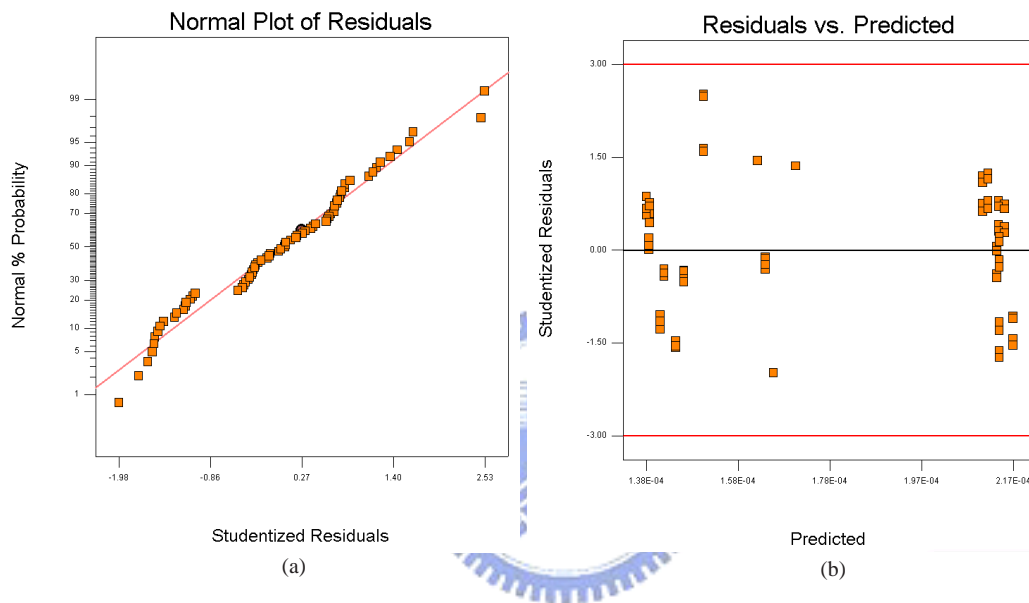 Normal Plot of Residuals
Normal % Probability
99
95
90
80
70
50
30
20
10
5
1
-1.98
-0.86
0.27
1.40
2.53
Studentized Residuals
(a)
Residuals vs. Predicted
Studentized Residuals
3.00
1.50
0.00
-1.50
-3.00
1.38E-04
1.58E-04
1.78E-04
1.97E-04
2.17E-04
Predicted
(b)